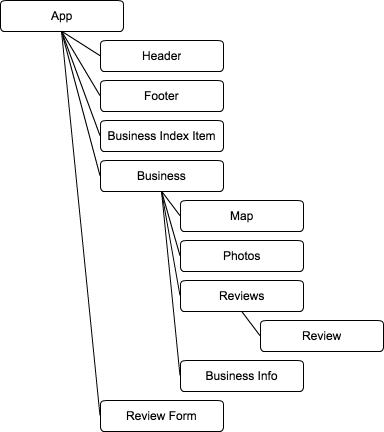 App
Header
Footer
Business Index Item
Business
Map
Photos
Reviews
Review
Business Info
Review Form